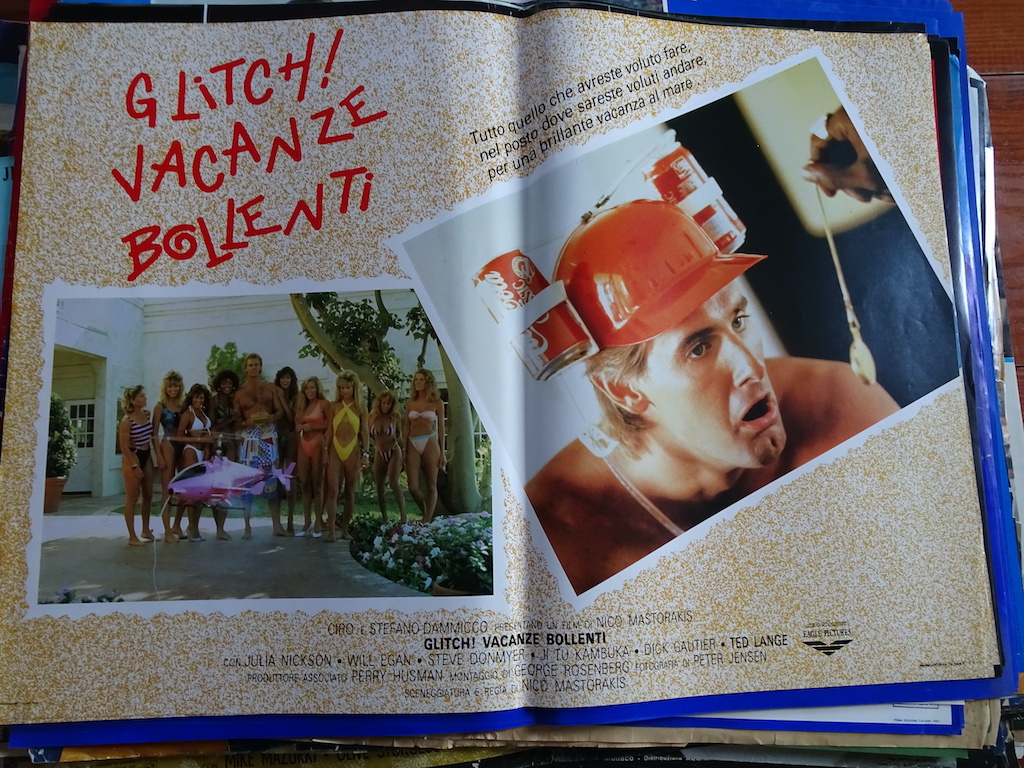 GLiTCH!
VACANZE
BOLLENTi
Tutto quello che avreste voluto fare,
nel posto dove sareste voluti andare,
per una brillante vacanza al mare.
CIRO E STEFANO DAMMICCO PRESENTANO UN FILM DI NICO MASTORAKIS
GLITCH! VACANZE BOLLENTI
CON JULIA NICKSON • WILL EGAN • STEVE DONMYER • JI TU KAMBUKA • DICK GAUTIER • TED LANGE
PRODUTTORE ASSOCIATO PERRY HUSMAN MONTAGGIO DI GEORGE ROSENBERG FOTOGRAFIA DI PETER JENSEN
SCENEGGIATURA E REGIA DI NICO MASTORAKIS
EAGLE PICTURES
MIKE MAZURKI